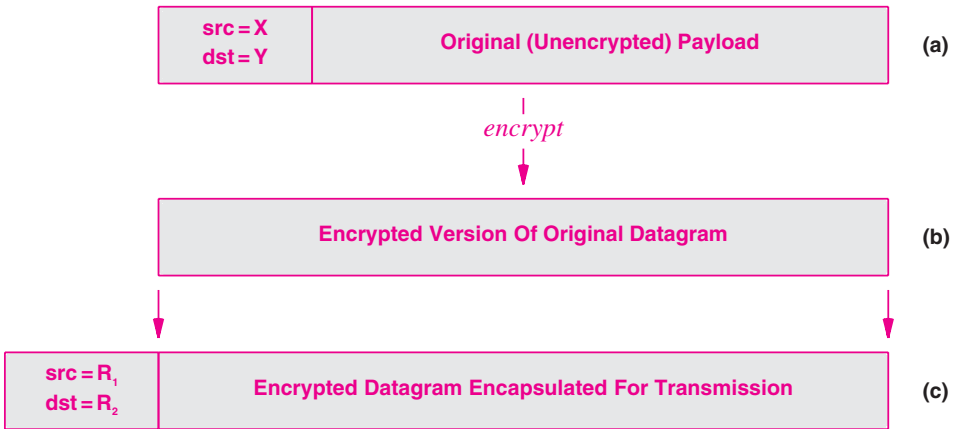 src = X
dst = Y
Original (Unencrypted) Payload
(a)
encrypt
Encrypted Version Of Original Datagram
(b)
src = R₁
dst = R₂
Encrypted Datagram Encapsulated For Transmission
(c)